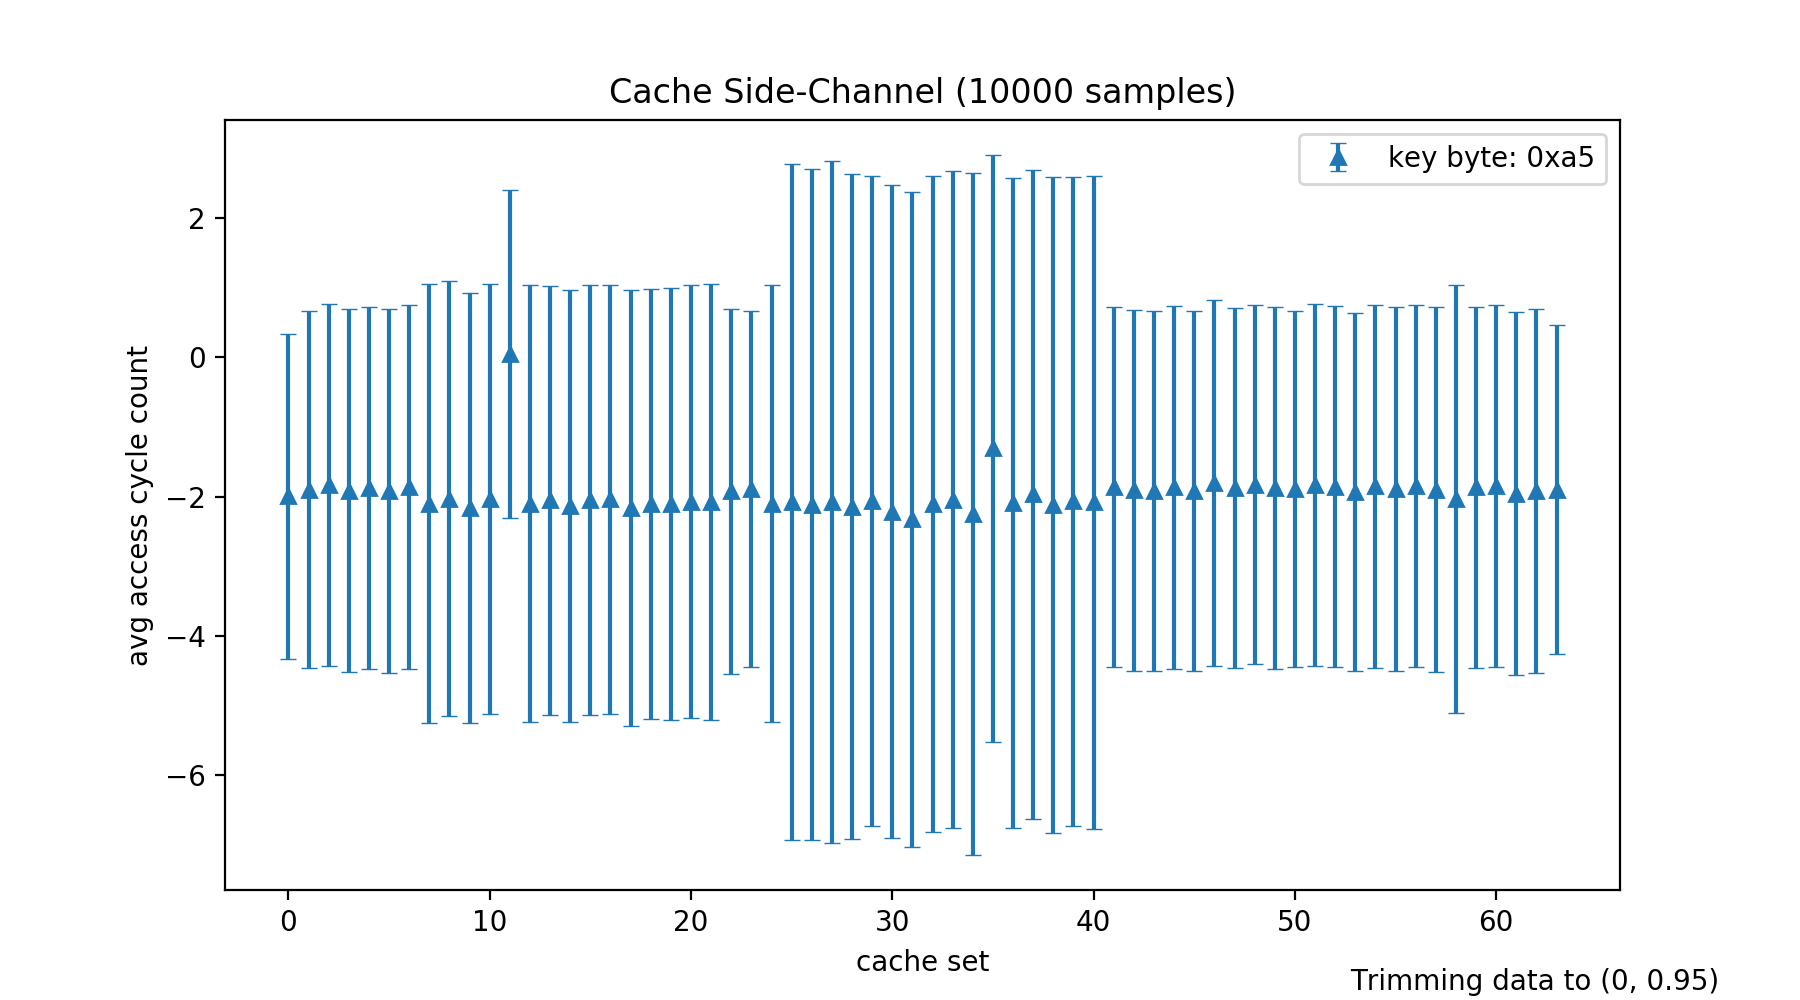 Cache Side-Channel (10000 samples)
key byte: 0xa5
avg access cycle count
2
0
−2
−4
−6
0 10 20 30 40 50 60
cache set
Trimming data to (0, 0.95)